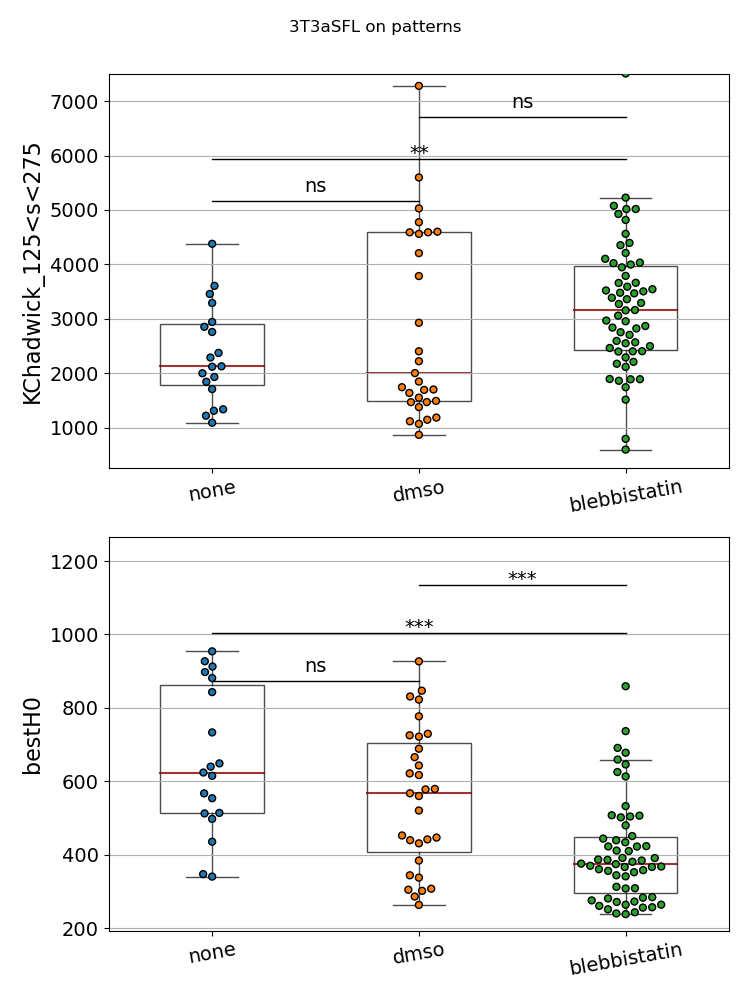 3T3aSFL on patterns
KChadwick_125<s<275
7000
6000
5000
4000
3000
2000
1000
ns
**
ns
none
dmso
blebbistatin
bestH0
1200
1000
800
600
400
200
***
***
ns
none
dmso
blebbistatin